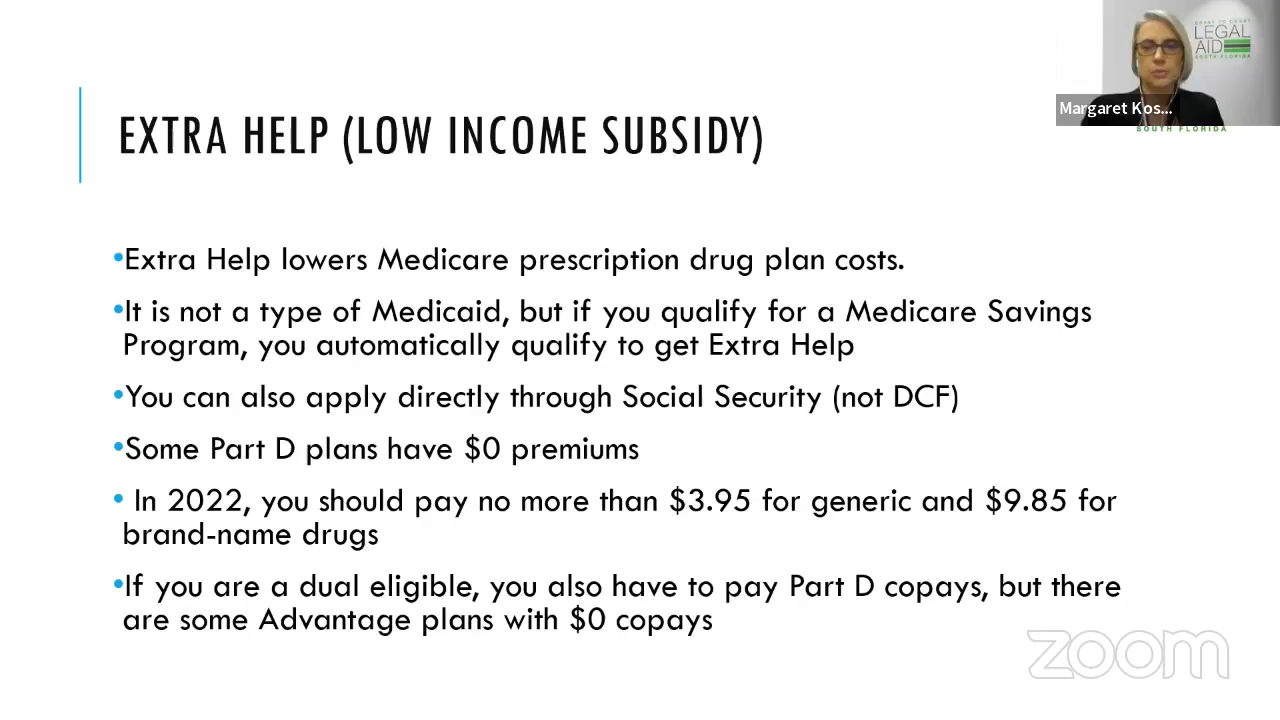 COAST TO COAST
LEGAL
AID
SOUTH FLORIDA
Margaret Kos...
SOUTH FLORIDA
EXTRA HELP (LOW INCOME SUBSIDY)
•Extra Help lowers Medicare prescription drug plan costs.
•It is not a type of Medicaid, but if you qualify for a Medicare Savings
Program, you automatically qualify to get Extra Help
•You can also apply directly through Social Security (not DCF)
•Some Part D plans have $0 premiums
• In 2022, you should pay no more than $3.95 for generic and $9.85 for
brand-name drugs
•If you are a dual eligible, you also have to pay Part D copays, but there
are some Advantage plans with $0 copays
zoom